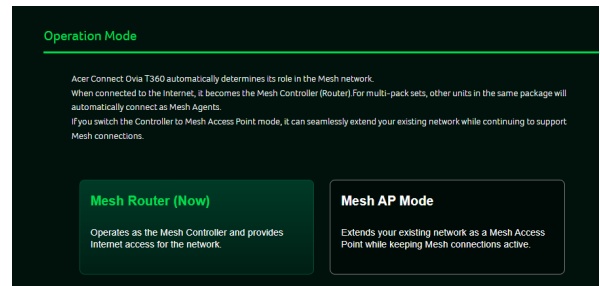 Operation Mode
Acer Connect Ovia T360 automatically determines its role in the Mesh network.
When connected to the Internet, it becomes the Mesh Controller (Router).For multi-pack sets, other units in the same package will
automatically connect as Mesh Agents.
If you switch the Controller to Mesh Access Point mode, it can seamlessly extend your existing network while continuing to support
Mesh connections.
Mesh Router (Now)
Operates as the Mesh Controller and provides
Internet access for the network.
Mesh AP Mode
Extends your existing network as a Mesh Access
Point while keeping Mesh connections active.